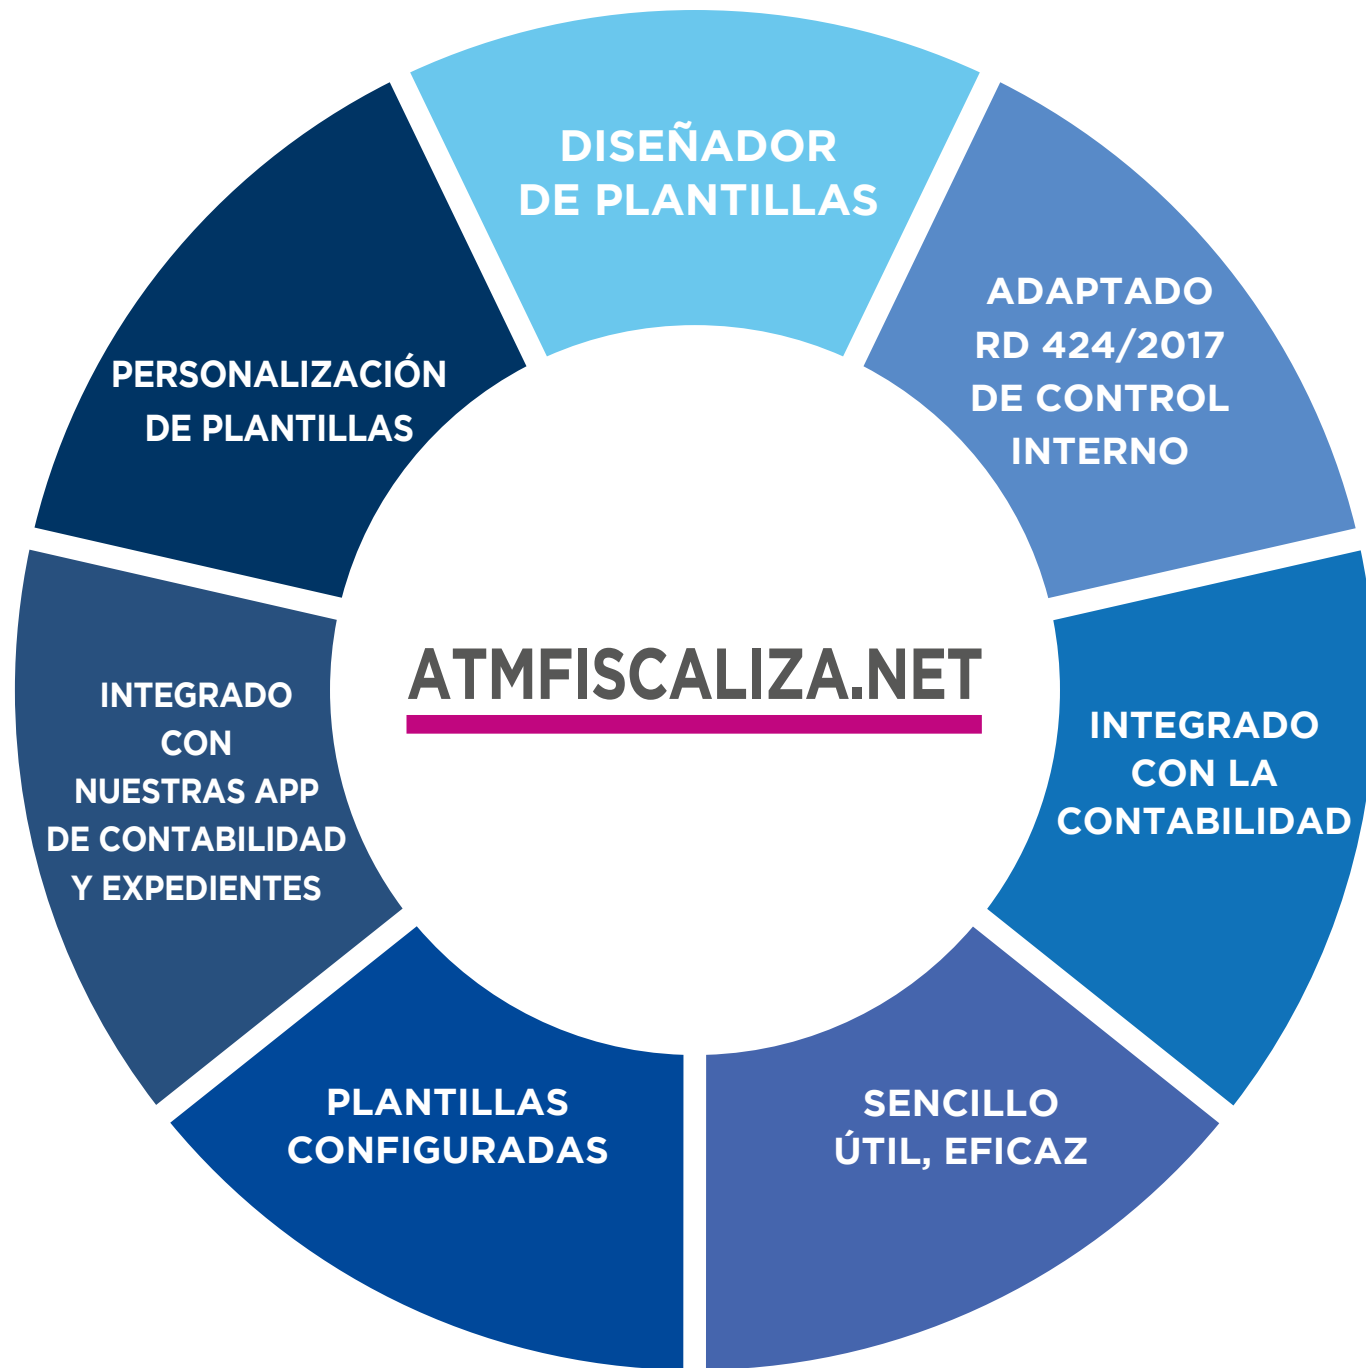 DISEÑADOR
DE PLANTILLAS
ADAPTADO
RD 424/2017
DE CONTROL
INTERNO
INTEGRADO
CON LA
CONTABILIDAD
SENCILLO
ÚTIL, EFICAZ
PLANTILLAS
CONFIGURADAS
INTEGRADO
CON
NUESTRAS APP
DE CONTABILIDAD
Y EXPEDIENTES
PERSONALIZACIÓN
DE PLANTILLAS
ATMFISCALIZA.NET